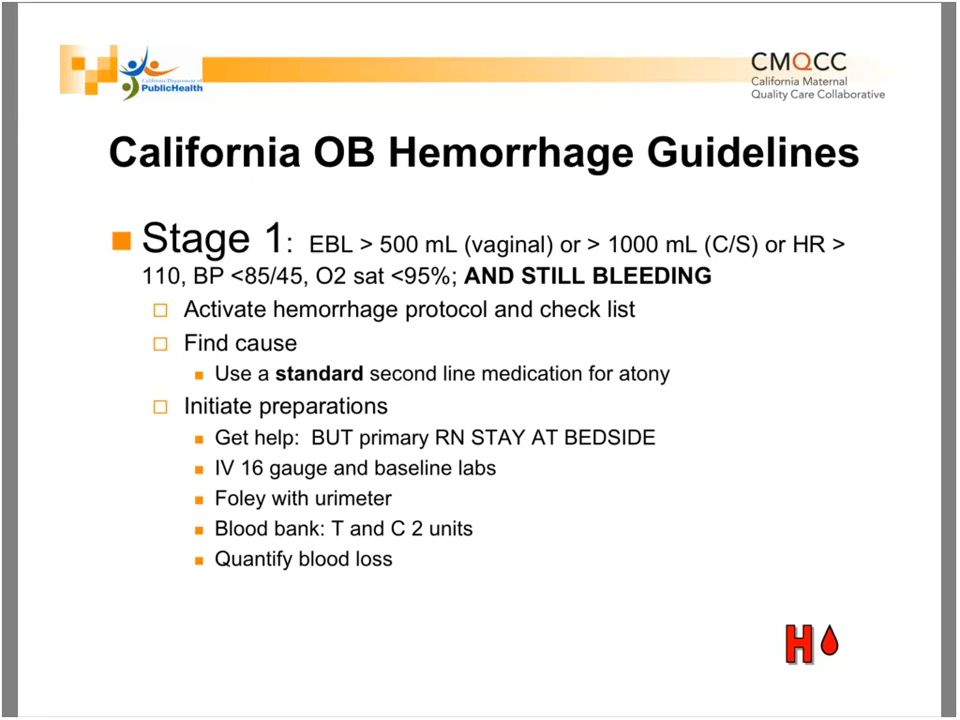 California Department of
PublicHealth
CMQCC
California Maternal
Quality Care Collaborative
California OB Hemorrhage Guidelines
Stage 1: EBL > 500 mL (vaginal) or > 1000 mL (C/S) or HR >
110, BP <85/45, O2 sat <95%; AND STILL BLEEDING
Activate hemorrhage protocol and check list
Find cause
Use a standard second line medication for atony
Initiate preparations
Get help: BUT primary RN STAY AT BEDSIDE
IV 16 gauge and baseline labs
Foley with urimeter
Blood bank: T and C 2 units
Quantify blood loss
H